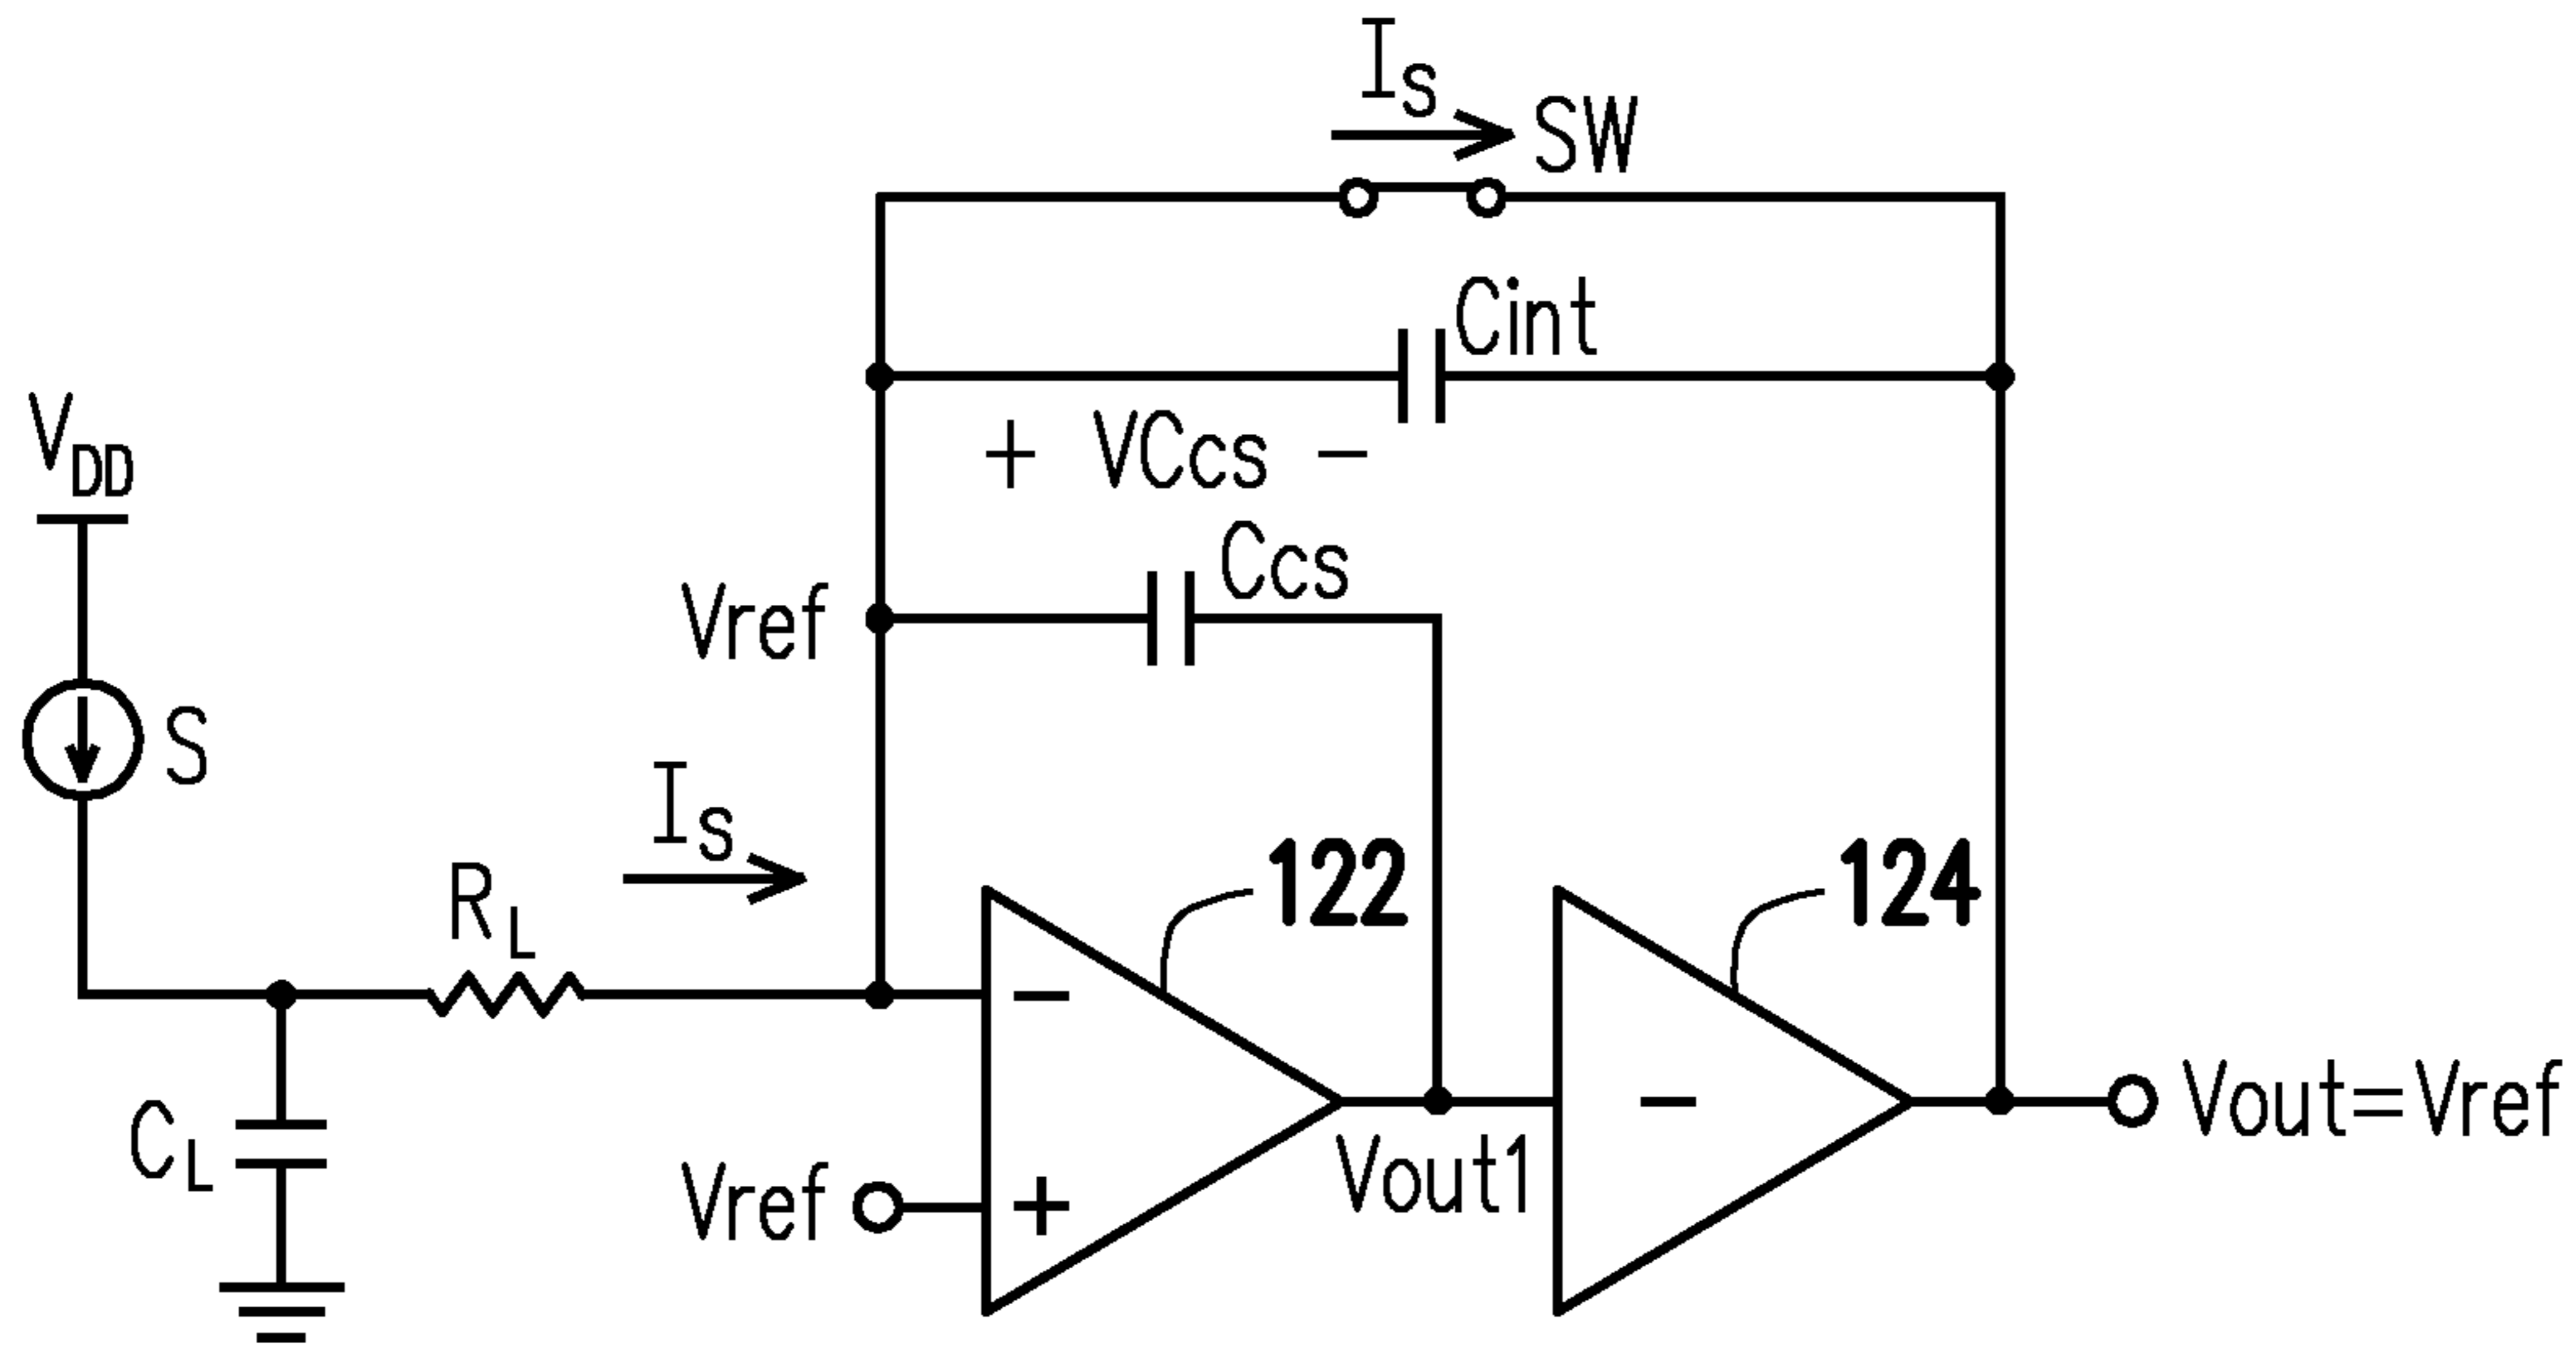 Is
SW
Cint
VDD
+ VCcs −
Ccs
Vref
S
Is
RL
122
124
−
−
CL
Vref
+
Vout1
Vout=Vref